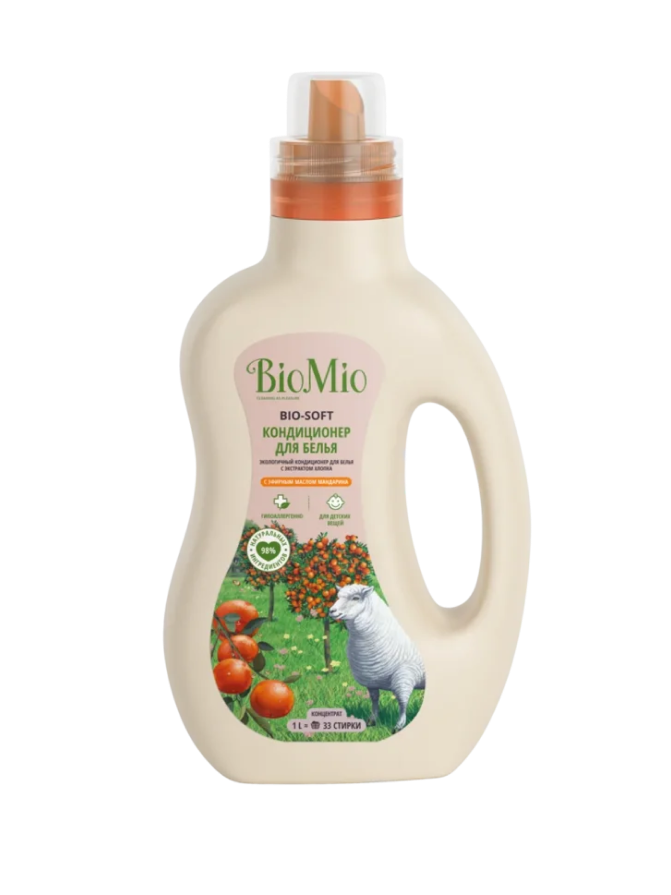 BioMio
BIO-SOFT
КОНДИЦИОНЕР
ДЛЯ БЕЛЬЯ
ЭКОЛОГИЧНЫЙ КОНДИЦИОНЕР ДЛЯ БЕЛЬЯ
С ЭКСТРАКТОМ ХЛОПКА
С ЭФИРНЫМ МАСЛОМ МАНДАРИНА
ГИПОАЛЛЕРГЕННО
ДЛЯ ДЕТСКИХ
ВЕЩЕЙ
НАТУРАЛЬНЫХ
98%
ИНГРЕДИЕНТОВ
КОНЦЕНТРАТ
1 L = 33 СТИРКИ